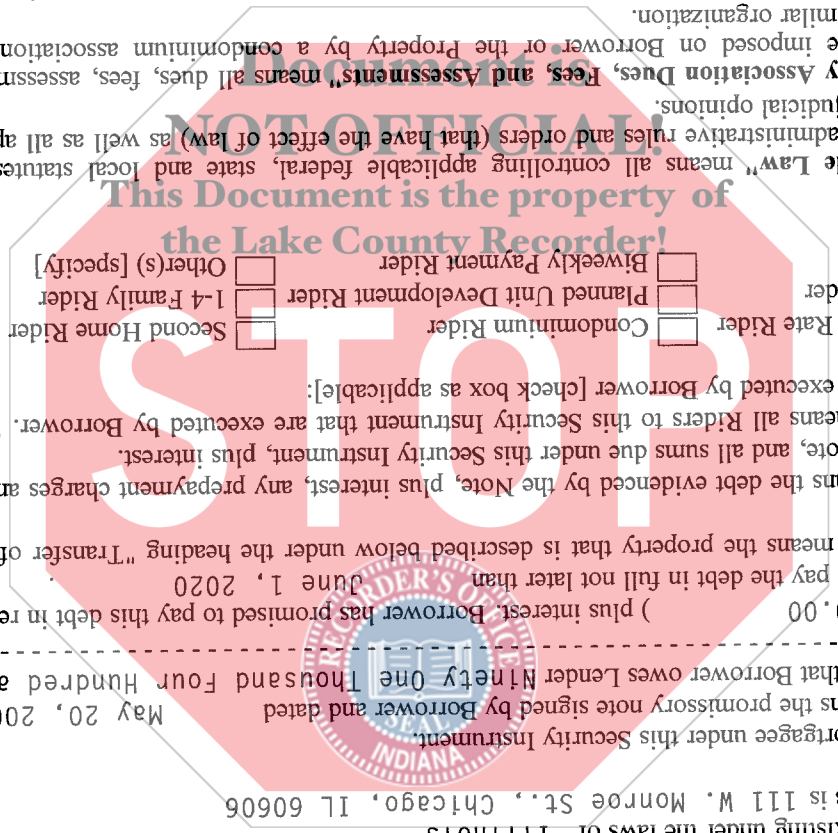 xisting under the laws of Illinois
s is 111 W. Monroe St., Chicago, IL 60606
ortgagee under this Security Instrument.
ns the promissory note signed by Borrower and dated May 20, 200
that Borrower owes Lender Ninety One Thousand Four Hundred a
------------------------------------------------
0.00 ) plus interest. Borrower has promised to pay this debt in re
pay the debt in full not later than June 1, 2020 .
means the property that is described below under the heading "Transfer of
ans the debt evidenced by the Note, plus interest, any prepayment charges an
ote, and all sums due under this Security Instrument, plus interest.
eans all Riders to this Security Instrument that are executed by Borrower.
executed by Borrower [check box as applicable]:
Rate Rider Condominium Rider Second Home Rider
der Planned Unit Development Rider 1-4 Family Rider
Biweekly Payment Rider Other(s) [specify]
le Law" means all controlling applicable federal, state and local statutes
administrative rules and orders (that have the effect of law) as well as all ap
judicial opinions.
y Association Dues, Fees, and Assessments" means all dues, fees, assessm
e imposed on Borrower or the Property by a condominium association
milar organization.
Document is
NOT OFFICIAL!
This Document is the property of
the Lake County Recorder!
STOP
RECORDER'S OFFICE
SEAL
INDIANA